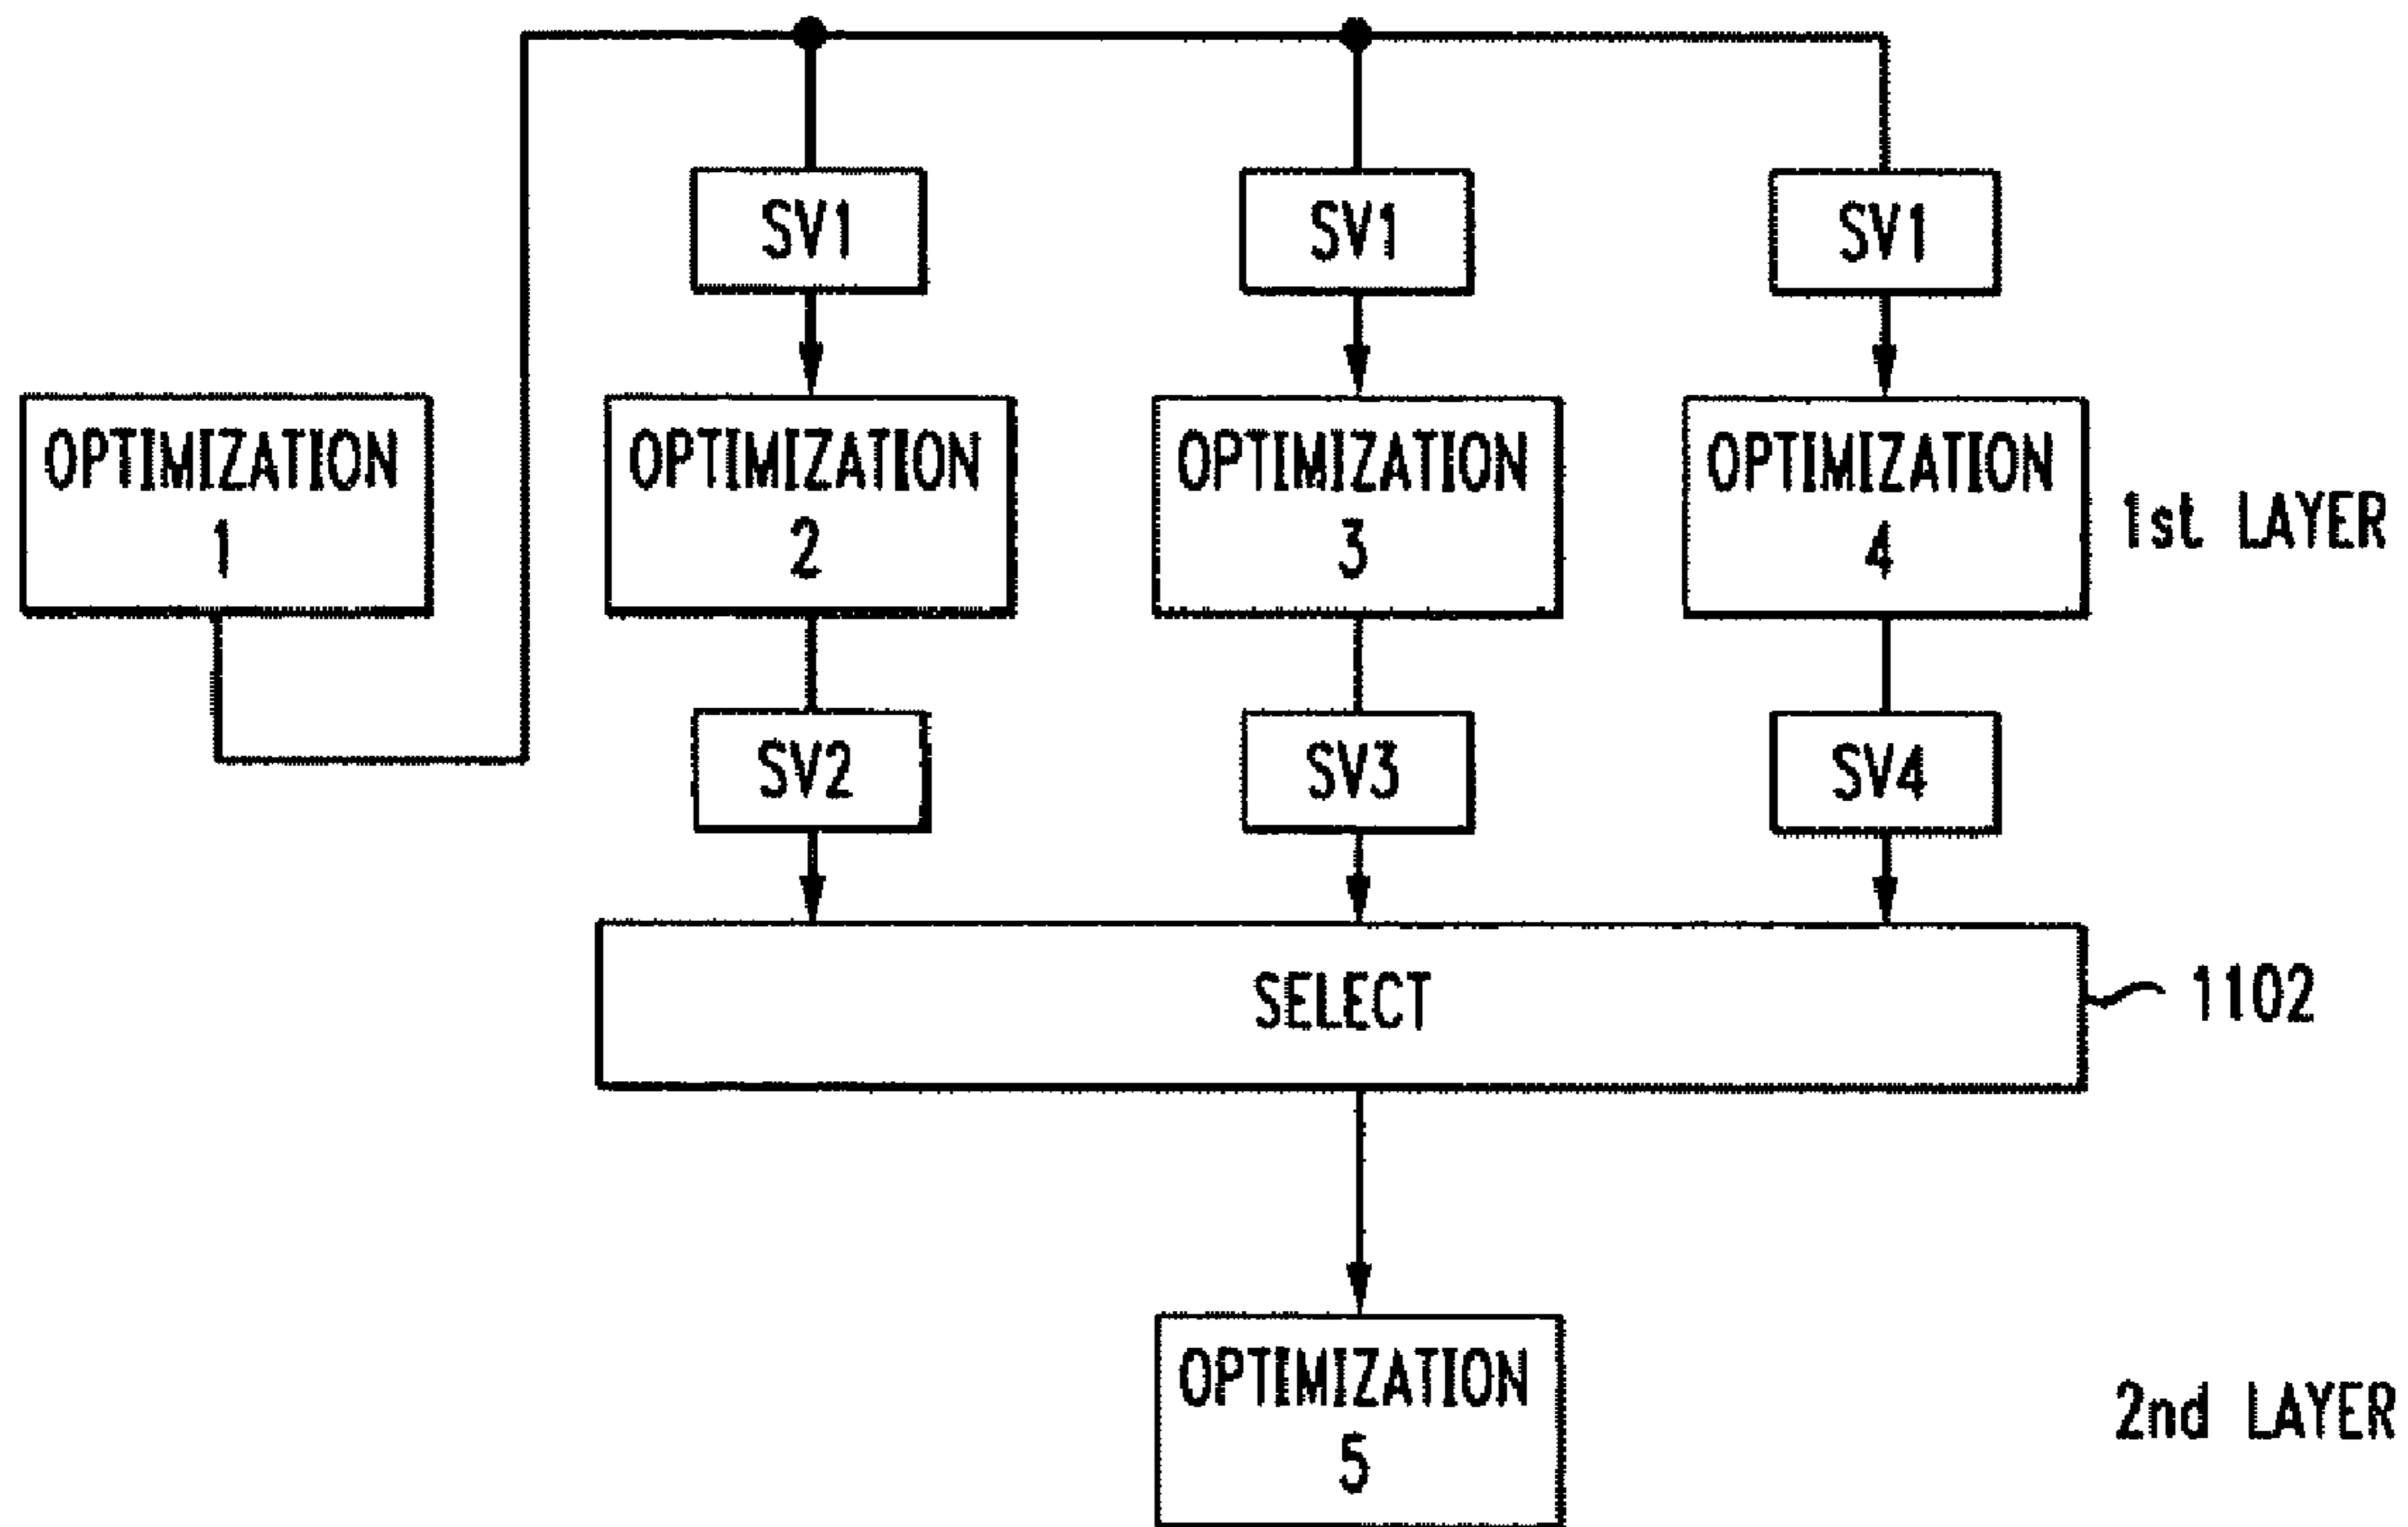 SV1
SV1
SV1
OPTIMIZATION
1
OPTIMIZATION
2
OPTIMIZATION
3
OPTIMIZATION
4
1st LAYER
SV2
SV3
SV4
SELECT
1102
OPTIMIZATION
5
2nd LAYER